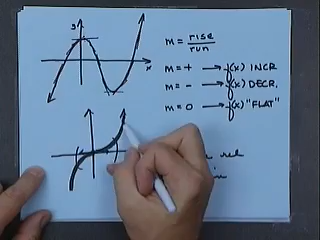 m = rise/run
m = + → f(x) INCR
m = - → f(x) DECR.
m = 0 → f(x) "FLAT"
x